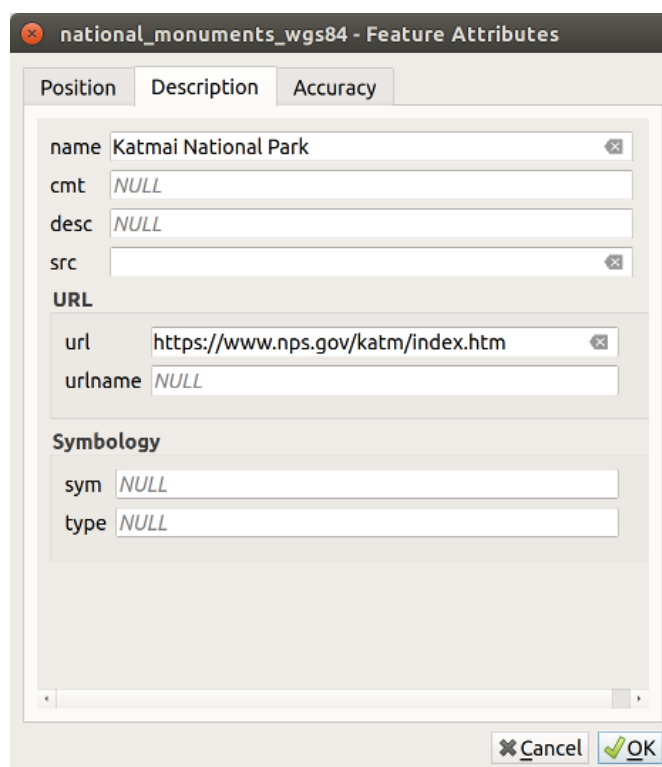 national_monuments_wgs84 - Feature Attributes
Position Description Accuracy
name Katmai National Park
cmt NULL
desc NULL
src
URL
url https://www.nps.gov/katm/index.htm
urlname NULL
Symbology
sym NULL
type NULL
Cancel OK